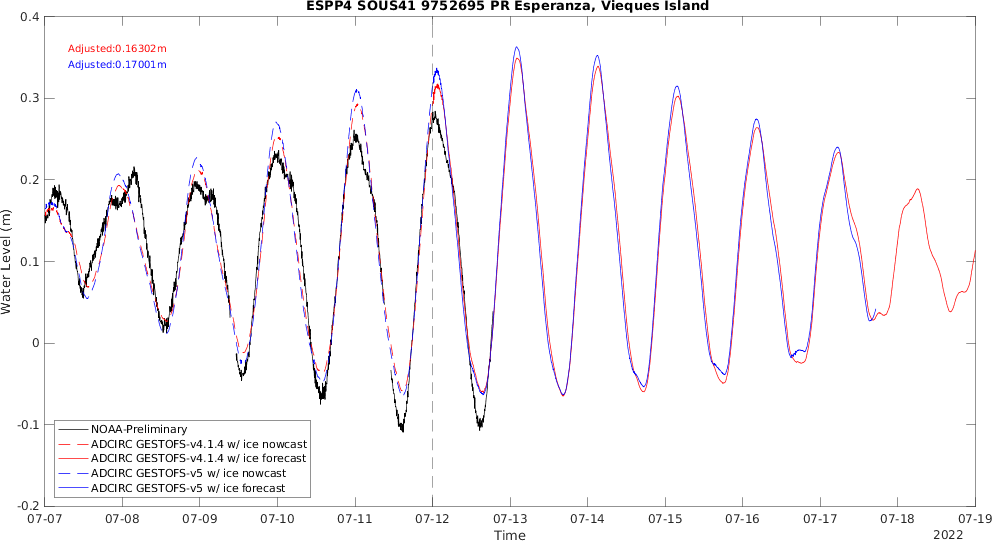 ESPP4 SOUS41 9752695 PR Esperanza, Vieques Island
0.4
Adjusted:0.16302m
Adjusted:0.17001m
0.3
0.2
0.1
0
-0.1
-0.2
Water Level (m)
NOAA-Preliminary
ADCIRC GESTOFS-v4.1.4 w/ ice nowcast
ADCIRC GESTOFS-v4.1.4 w/ ice forecast
ADCIRC GESTOFS-v5 w/ ice nowcast
ADCIRC GESTOFS-v5 w/ ice forecast
07-07 07-08 07-09 07-10 07-11 07-12 07-13 07-14 07-15 07-16 07-17 07-18 07-19
Time
2022